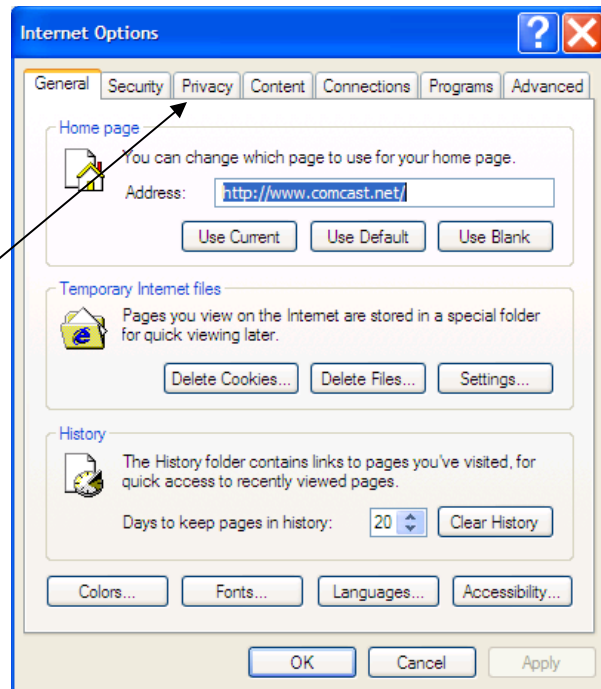 Internet Options
General Security Privacy Content Connections Programs Advanced
Home page
You can change which page to use for your home page.
Address: http://www.comcast.net/
Use Current Use Default Use Blank
Temporary Internet files
Pages you view on the Internet are stored in a special folder
for quick viewing later.
Delete Cookies... Delete Files... Settings...
History
The History folder contains links to pages you've visited, for
quick access to recently viewed pages.
Days to keep pages in history: 20 Clear History
Colors... Fonts... Languages... Accessibility...
OK Cancel Apply